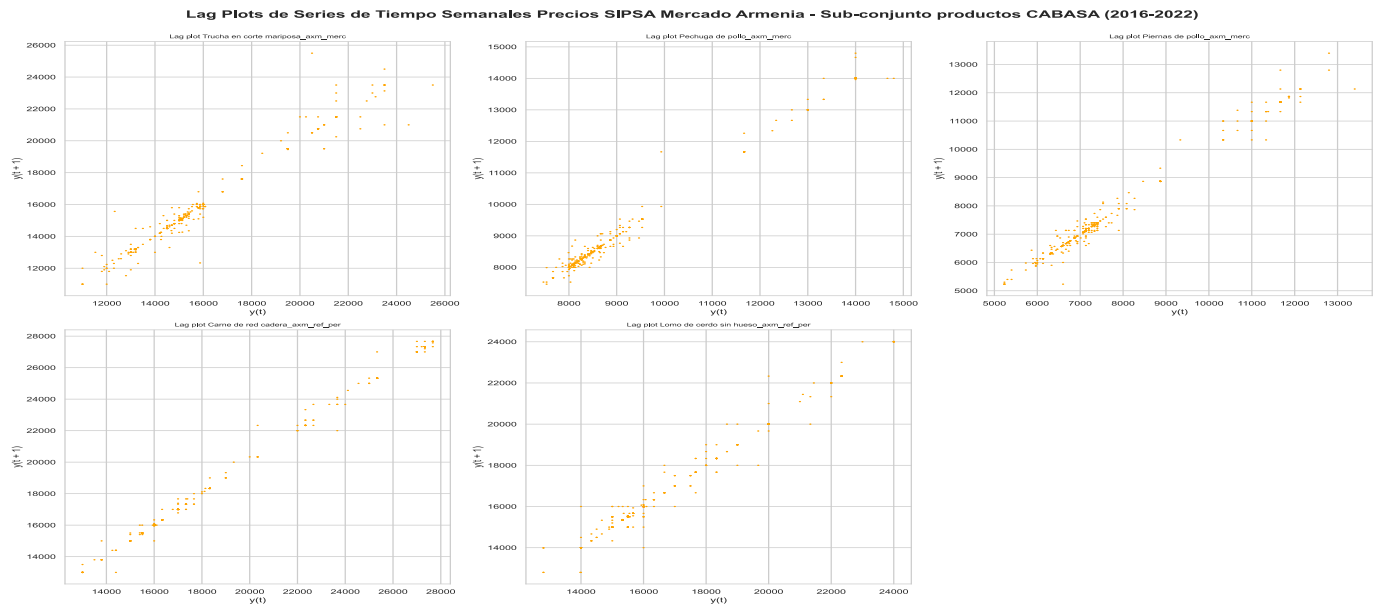 Lag Plots de Series de Tiempo Semanales Precios SIPSA Mercado Armenia - Sub-conjunto productos CABASA (2016-2022)
Lag plot Trucha en corte mariposa_axm_merc
26000
24000
22000
20000
18000
16000
14000
12000
y(t + 1)
12000 14000 16000 18000 20000 22000 24000 26000
y(t)
Lag plot Pechuga de pollo_axm_merc
15000
14000
13000
12000
11000
10000
9000
8000
y(t + 1)
8000 9000 10000 11000 12000 13000 14000 15000
y(t)
Lag plot Piernas de pollo_axm_merc
13000
12000
11000
10000
9000
8000
7000
6000
5000
y(t + 1)
5000 6000 7000 8000 9000 10000 11000 12000 13000
y(t)
Lag plot Carne de red cadera_axm_ref_per
28000
26000
24000
22000
20000
18000
16000
14000
y(t + 1)
14000 16000 18000 20000 22000 24000 26000 28000
y(t)
Lag plot Lomo de cerdo sin hueso_axm_ref_per
24000
22000
20000
18000
16000
14000
y(t + 1)
14000 16000 18000 20000 22000 24000
y(t)